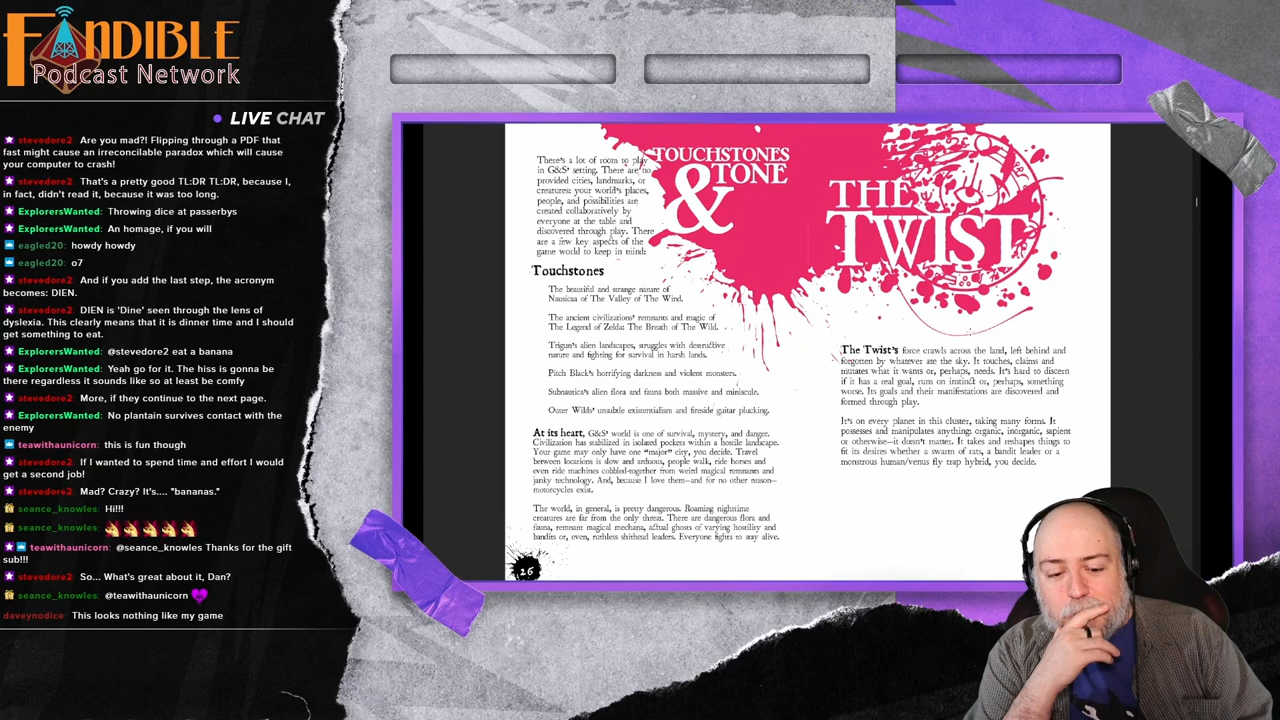 FANDIBLE
Podcast Network
LIVE CHAT
stevedore2: Are you mad?! Flipping through a PDF that
fast might cause an irreconcilable paradox which will cause
your computer to crash!
stevedore2: That's a pretty good TL:DR TL:DR, because I,
in fact, didn't read it, because it was too long.
ExplorersWanted: Throwing dice at passerbys
ExplorersWanted: An homage, if you will
eagled20: howdy howdy
eagled20: o7
stevedore2: And if you add the last step, the acronym
becomes: DIEN.
stevedore2: DIEN is 'Dine' seen through the lens of
dyslexia. This clearly means that it is dinner time and I should
get something to eat.
ExplorersWanted: @stevedore2 eat a banana
ExplorersWanted: Yeah go for it. The hiss is gonna be
there regardless it sounds like so at least be comfy
stevedore2: More, if they continue to the next page.
ExplorersWanted: No plantain survives contact with the
enemy
teawithaunicorn: this is fun though
stevedore2: If I wanted to spend time and effort I would
get a second job!
stevedore2: Mad? Crazy? It's.... "bananas."
seance_knowles: Hi!!!
seance_knowles:
teawithaunicorn: @seance_knowles Thanks for the gift
sub!!!
stevedore2: So... What's great about it, Dan?
seance_knowles: @teawithaunicorn
daveynodice: This looks nothing like my game
TOUCHSTONES
& TONE
There's a lot of room to play
in G&S' setting. There are no
provided cities, landmarks, or
creatures: your world's places,
people, and possibilities are
created collaboratively by
everyone at the table and
discovered through play. There
are a few key aspects of the
game world to keep in mind:
Touchstones
The beautiful and strange nature of
Nausicaa of The Valley of The Wind.
The ancient civilizations' remnants and magic of
The Legend of Zelda: The Breath of The Wild.
Trigun's alien landscapes, struggles with destructive
nature and fighting for survival in harsh lands.
Pitch Black's horrifying darkness and violent monsters.
Subnautica's alien flora and fauna both massive and miniscule.
Outer Wilds' unsubtle existentialism and fireside guitar plucking.
At its heart, G&S' world is one of survival, mystery, and danger.
Civilization has stabilized in isolated pockets within a hostile landscape.
Your game may only have one "major" city, you decide. Travel
between locations is slow and arduous, people walk, ride horses and
even ride machines cobbled-together from weird magical remnants and
janky technology. And, because I love them—and for no other reason—
motorcycles exist.
The world, in general, is pretty dangerous. Roaming nighttime
creatures are far from the only threat. There are dangerous flora and
fauna, remnant magical mechana, actual ghosts of varying hostility and
bandits or, even, ruthless shithead leaders. Everyone fights to stay alive.
26
THE
TWIST
The Twist's force crawls across the land, left behind and
forgotten by whatever ate the sky. It touches, claims and
mutates what it wants or, perhaps, needs. It's hard to discern
if it has a real goal, runs on instinct or, perhaps, something
worse. Its goals and their manifestations are discovered and
formed through play.
It's on every planet in this cluster, taking many forms. It
possesses and manipulates anything: organic, inorganic, sapient
or otherwise—it doesn't matter. It takes and reshapes things to
fit its desires whether a swarm of rats, a bandit leader or a
monstrous human/venus fly trap hybrid, you decide.